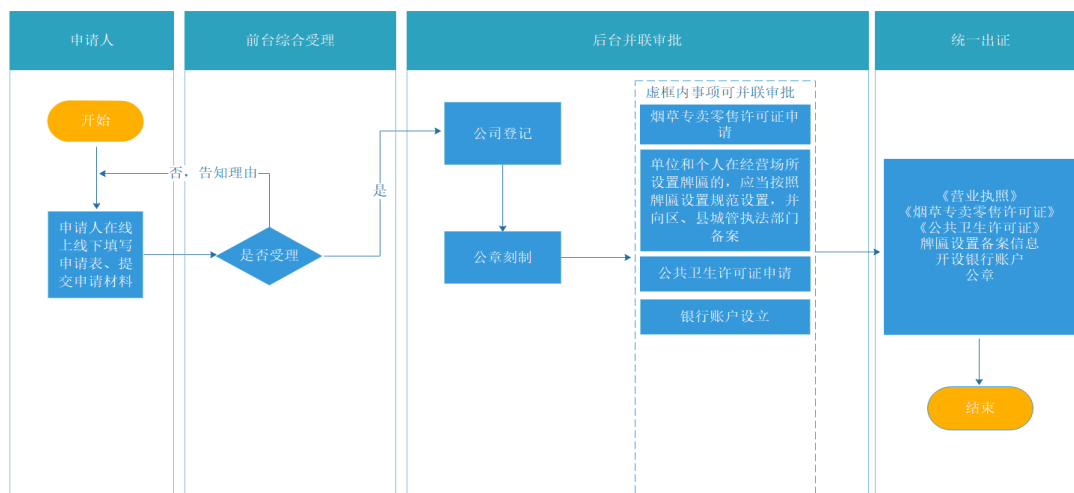 申请人
前台综合受理
后台并联审批
统一出证
开始
否，告知理由
申请人在线
上线下填写
申请表、提
交申请材料
是否受理
是
公司登记
公章刻制
虚框内事项可并联审批
烟草专卖零售许可证申
请
单位和个人在经营场所
设置牌匾的，应当按照
牌匾设置规范设置，并
向区、县城管执法部门
备案
公共卫生许可证申请
银行账户设立
《营业执照》
《烟草专卖零售许可证》
《公共卫生许可证》
牌匾设置备案信息
开设银行账户
公章
结束